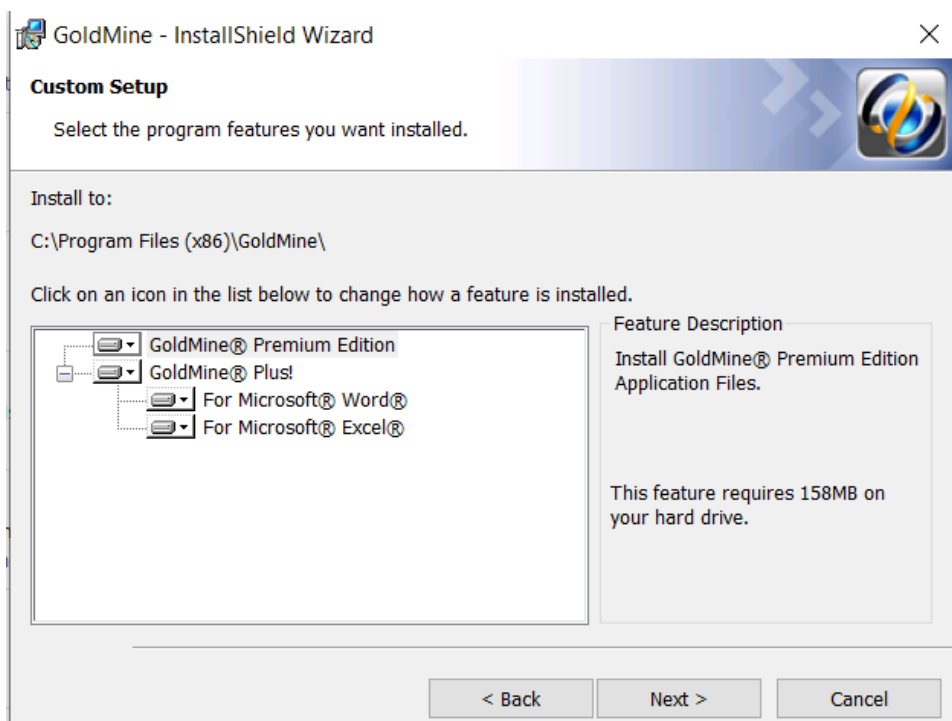 GoldMine - InstallShield Wizard
Custom Setup
Select the program features you want installed.
Install to:
C:\Program Files (x86)\GoldMine\
Click on an icon in the list below to change how a feature is installed.
GoldMine® Premium Edition
GoldMine® Plus!
For Microsoft® Word®
For Microsoft® Excel®
Feature Description
Install GoldMine® Premium Edition
Application Files.
This feature requires 158MB on
your hard drive.
< Back
Next >
Cancel